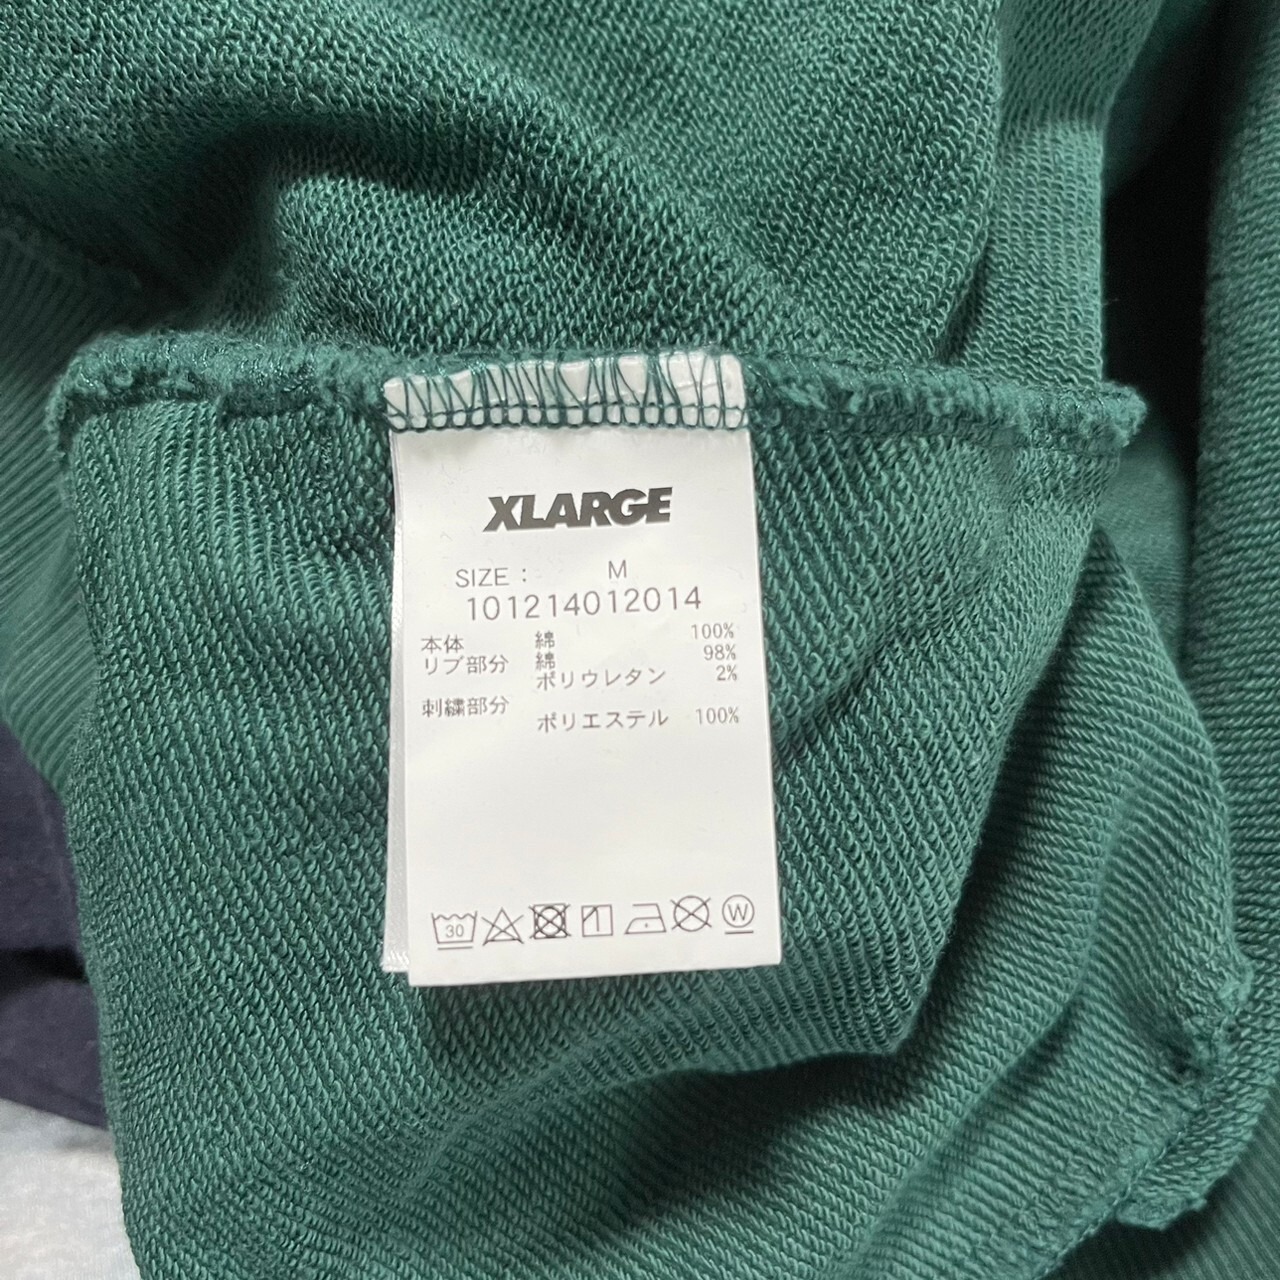 XLARGE
SIZE : M
101214012014
本体 綿 100%
リブ部分 綿 98%
ポリウレタン 2%
刺繍部分
ポリエステル 100%
30 W